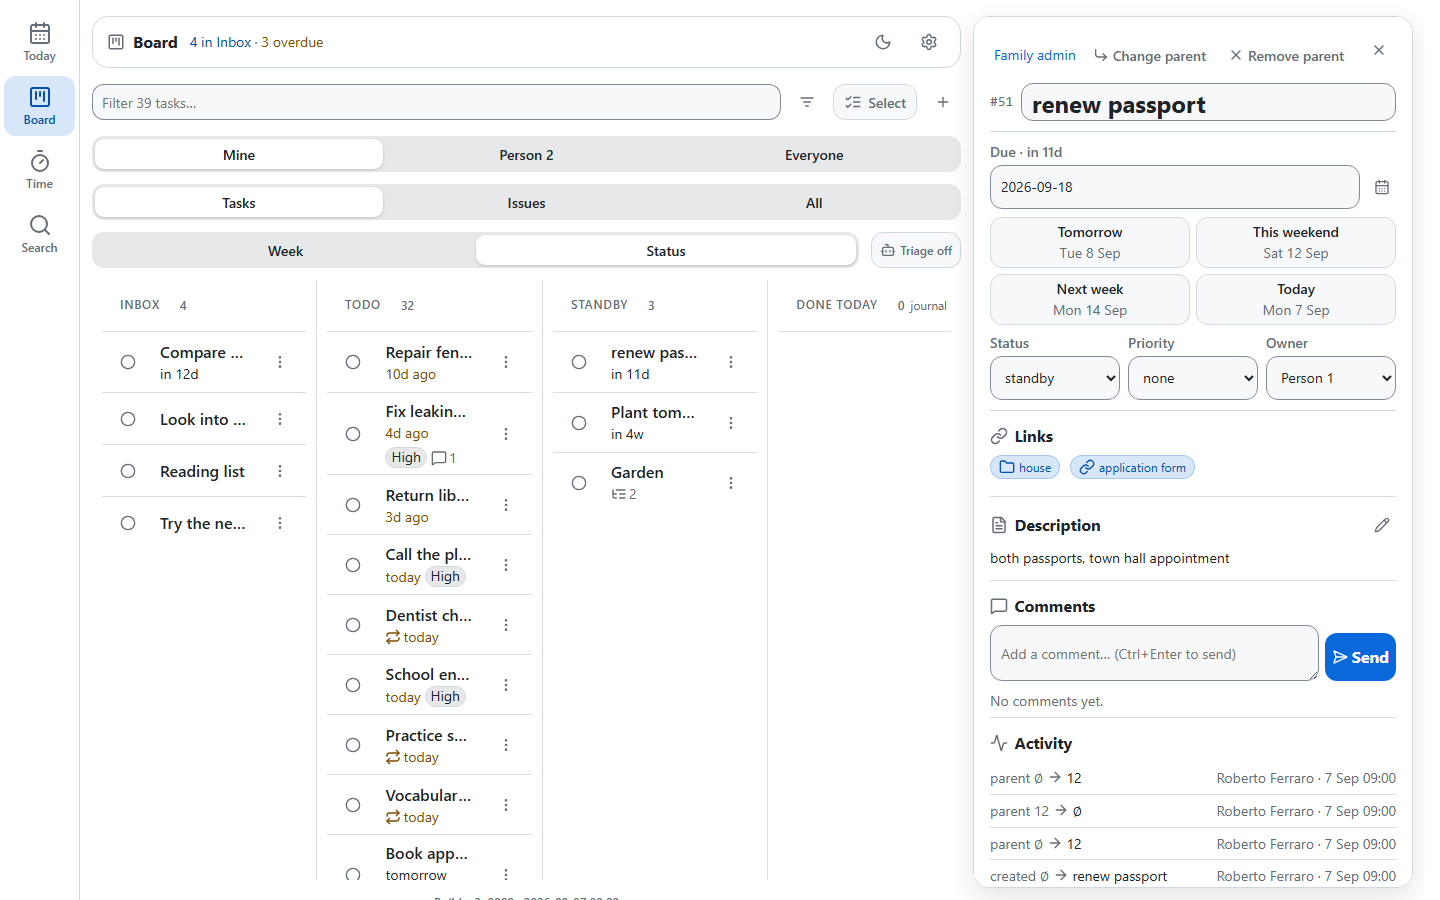 Today
Board
Time
Search
Board 4 in Inbox · 3 overdue
Filter 39 tasks...
Select
Mine Person 2 Everyone
Tasks Issues All
Week Status
Triage off
INBOX 4
Compare ...
in 12d
Look into ...
Reading list
Try the ne...
TODO 32
Repair fen...
10d ago
Fix leakin...
4d ago
High 1
Return lib...
3d ago
Call the pl...
today High
Dentist ch...
today
School en...
today High
Practice s...
today
Vocabular...
today
Book app...
tomorrow
STANDBY 3
renew pas...
in 11d
Plant tom...
in 4w
Garden
2
DONE TODAY 0 journal
Family admin Change parent Remove parent
#51 renew passport
Due · in 11d
2026-09-18
Tomorrow
Tue 8 Sep
This weekend
Sat 12 Sep
Next week
Mon 14 Sep
Today
Mon 7 Sep
Status Priority Owner
standby none Person 1
Links
house application form
Description
both passports, town hall appointment
Comments
Add a comment... (Ctrl+Enter to send)
Send
No comments yet.
Activity
parent Ø → 12 Roberto Ferraro · 7 Sep 09:00
parent 12 → Ø Roberto Ferraro · 7 Sep 09:00
parent Ø → 12 Roberto Ferraro · 7 Sep 09:00
created Ø → renew passport Roberto Ferraro · 7 Sep 09:00